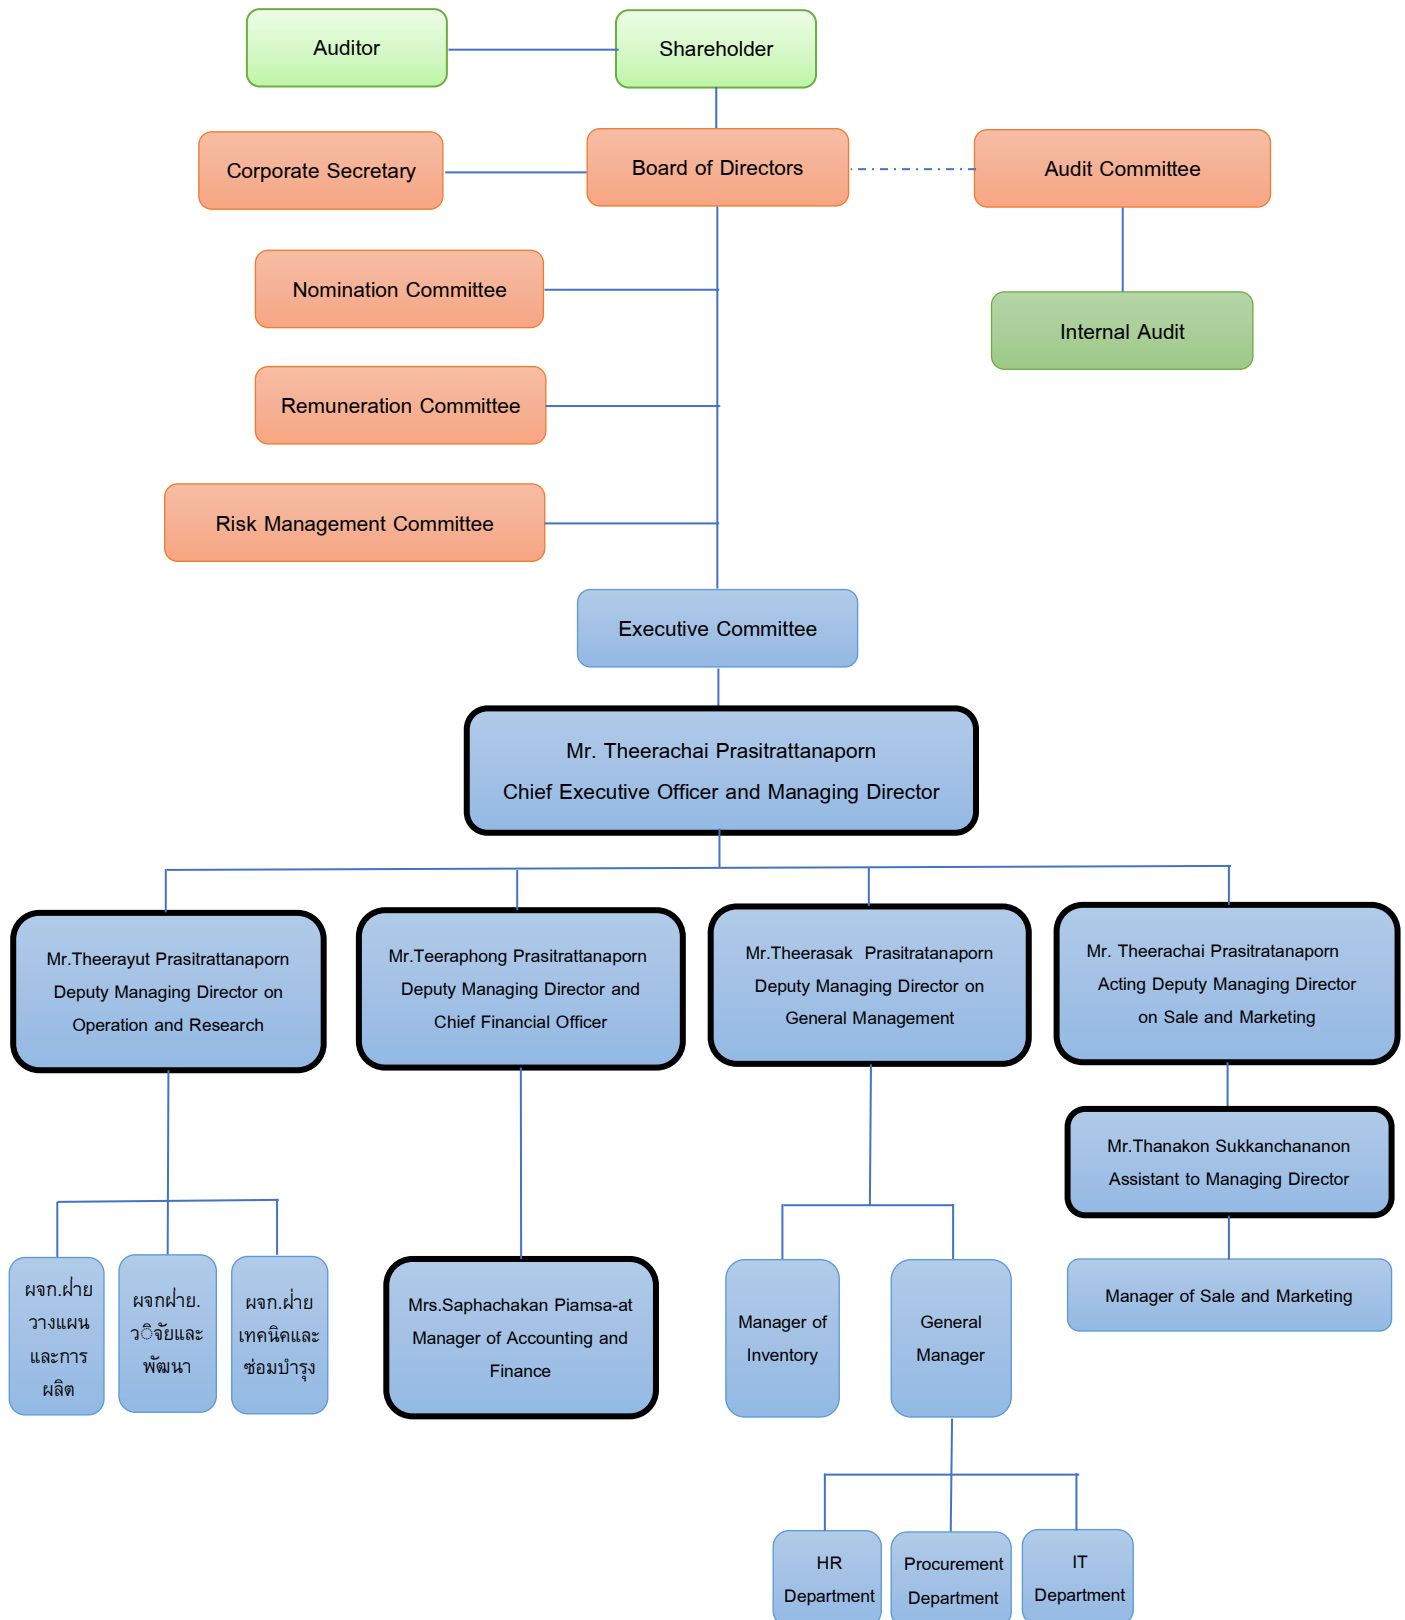 Auditor
Shareholder
Corporate Secretary
Board of Directors
Audit Committee
Nomination Committee
Internal Audit
Remuneration Committee
Risk Management Committee
Executive Committee
Mr. Theerachai Prasitrattanaporn
Chief Executive Officer and Managing Director
Mr.Theerayut Prasitrattanaporn
Deputy Managing Director on
Operation and Research
Mr.Teeraphong Prasitrattanaporn
Deputy Managing Director and
Chief Financial Officer
Mr.Theerasak Prasitratanaporn
Deputy Managing Director on
General Management
Mr. Theerachai Prasitratanaporn
Acting Deputy Managing Director
on Sale and Marketing
Mr.Thanakon Sukkanchananon
Assistant to Managing Director
ผจก.ฝ่าย
วางแผน
และการ
ผลิต
ผจกฝ่าย.
ว◌ิจัยและ
พัฒนา
ผจก.ฝ่าย
เทคนิคและ
ซ่อมบำรุง
Mrs.Saphachakan Piamsa-at
Manager of Accounting and
Finance
Manager of
Inventory
General
Manager
Manager of Sale and Marketing
HR
Department
Procurement
Department
IT
Department